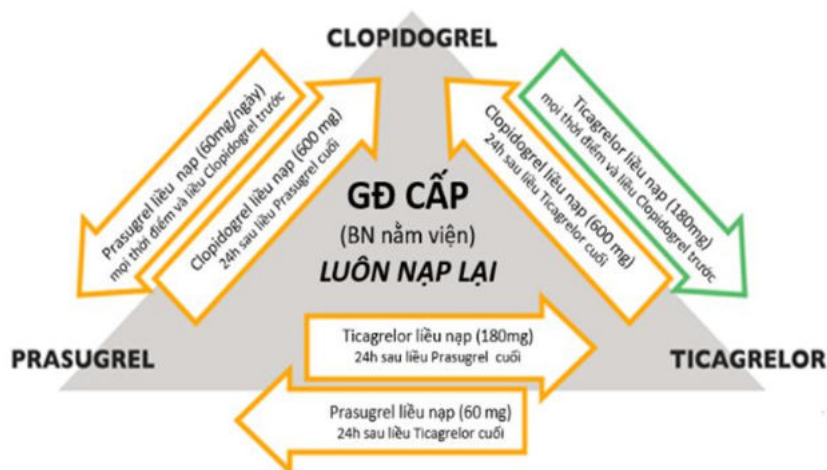 CLOPIDOGREL
Prasugrel liều nạp (60mg/ngày)
mọi thời điểm và liều Clopidogrel trước
Clopidogrel liều nạp (600 mg)
24h sau liều Prasugrel cuối
Clopidogrel liều nạp (600 mg)
24h sau liều Ticagrelor cuối
Ticagrelor liều nạp (180mg)
mọi thời điểm và liều Clopidogrel trước
GĐ CẤP
(BN nằm viện)
LUÔN NẠP LẠI
PRASUGREL
Ticagrelor liều nạp (180mg)
24h sau liều Prasugrel cuối
TICAGRELOR
Prasugrel liều nạp (60 mg)
24h sau liều Ticagrelor cuối